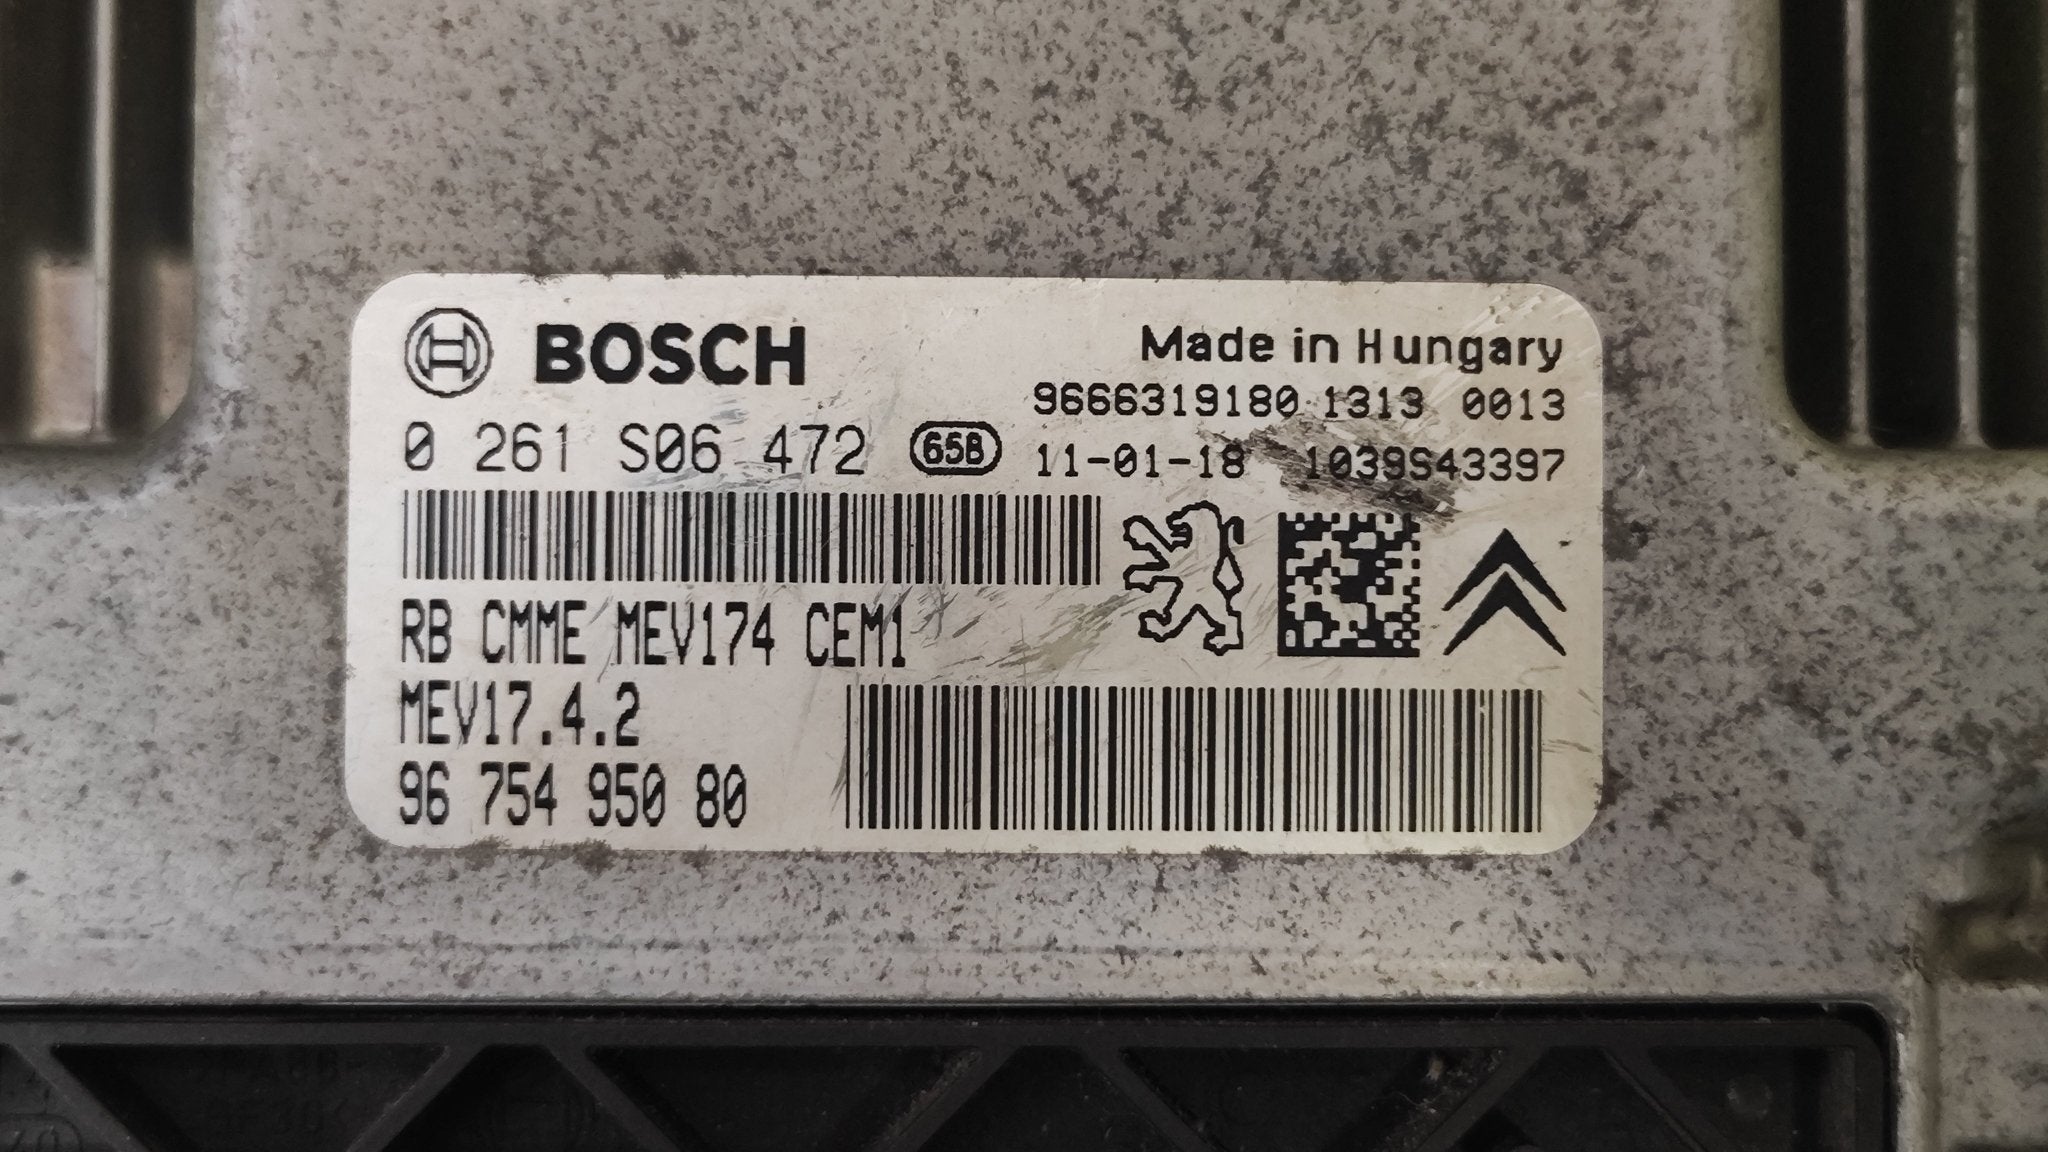 BOSCH
Made in Hungary
9666319180 1313 0013
0 261 S06 472 65B
11-01-18 1039S43397
RB CMME MEV174 CEM1
MEV17.4.2
96 754 950 80